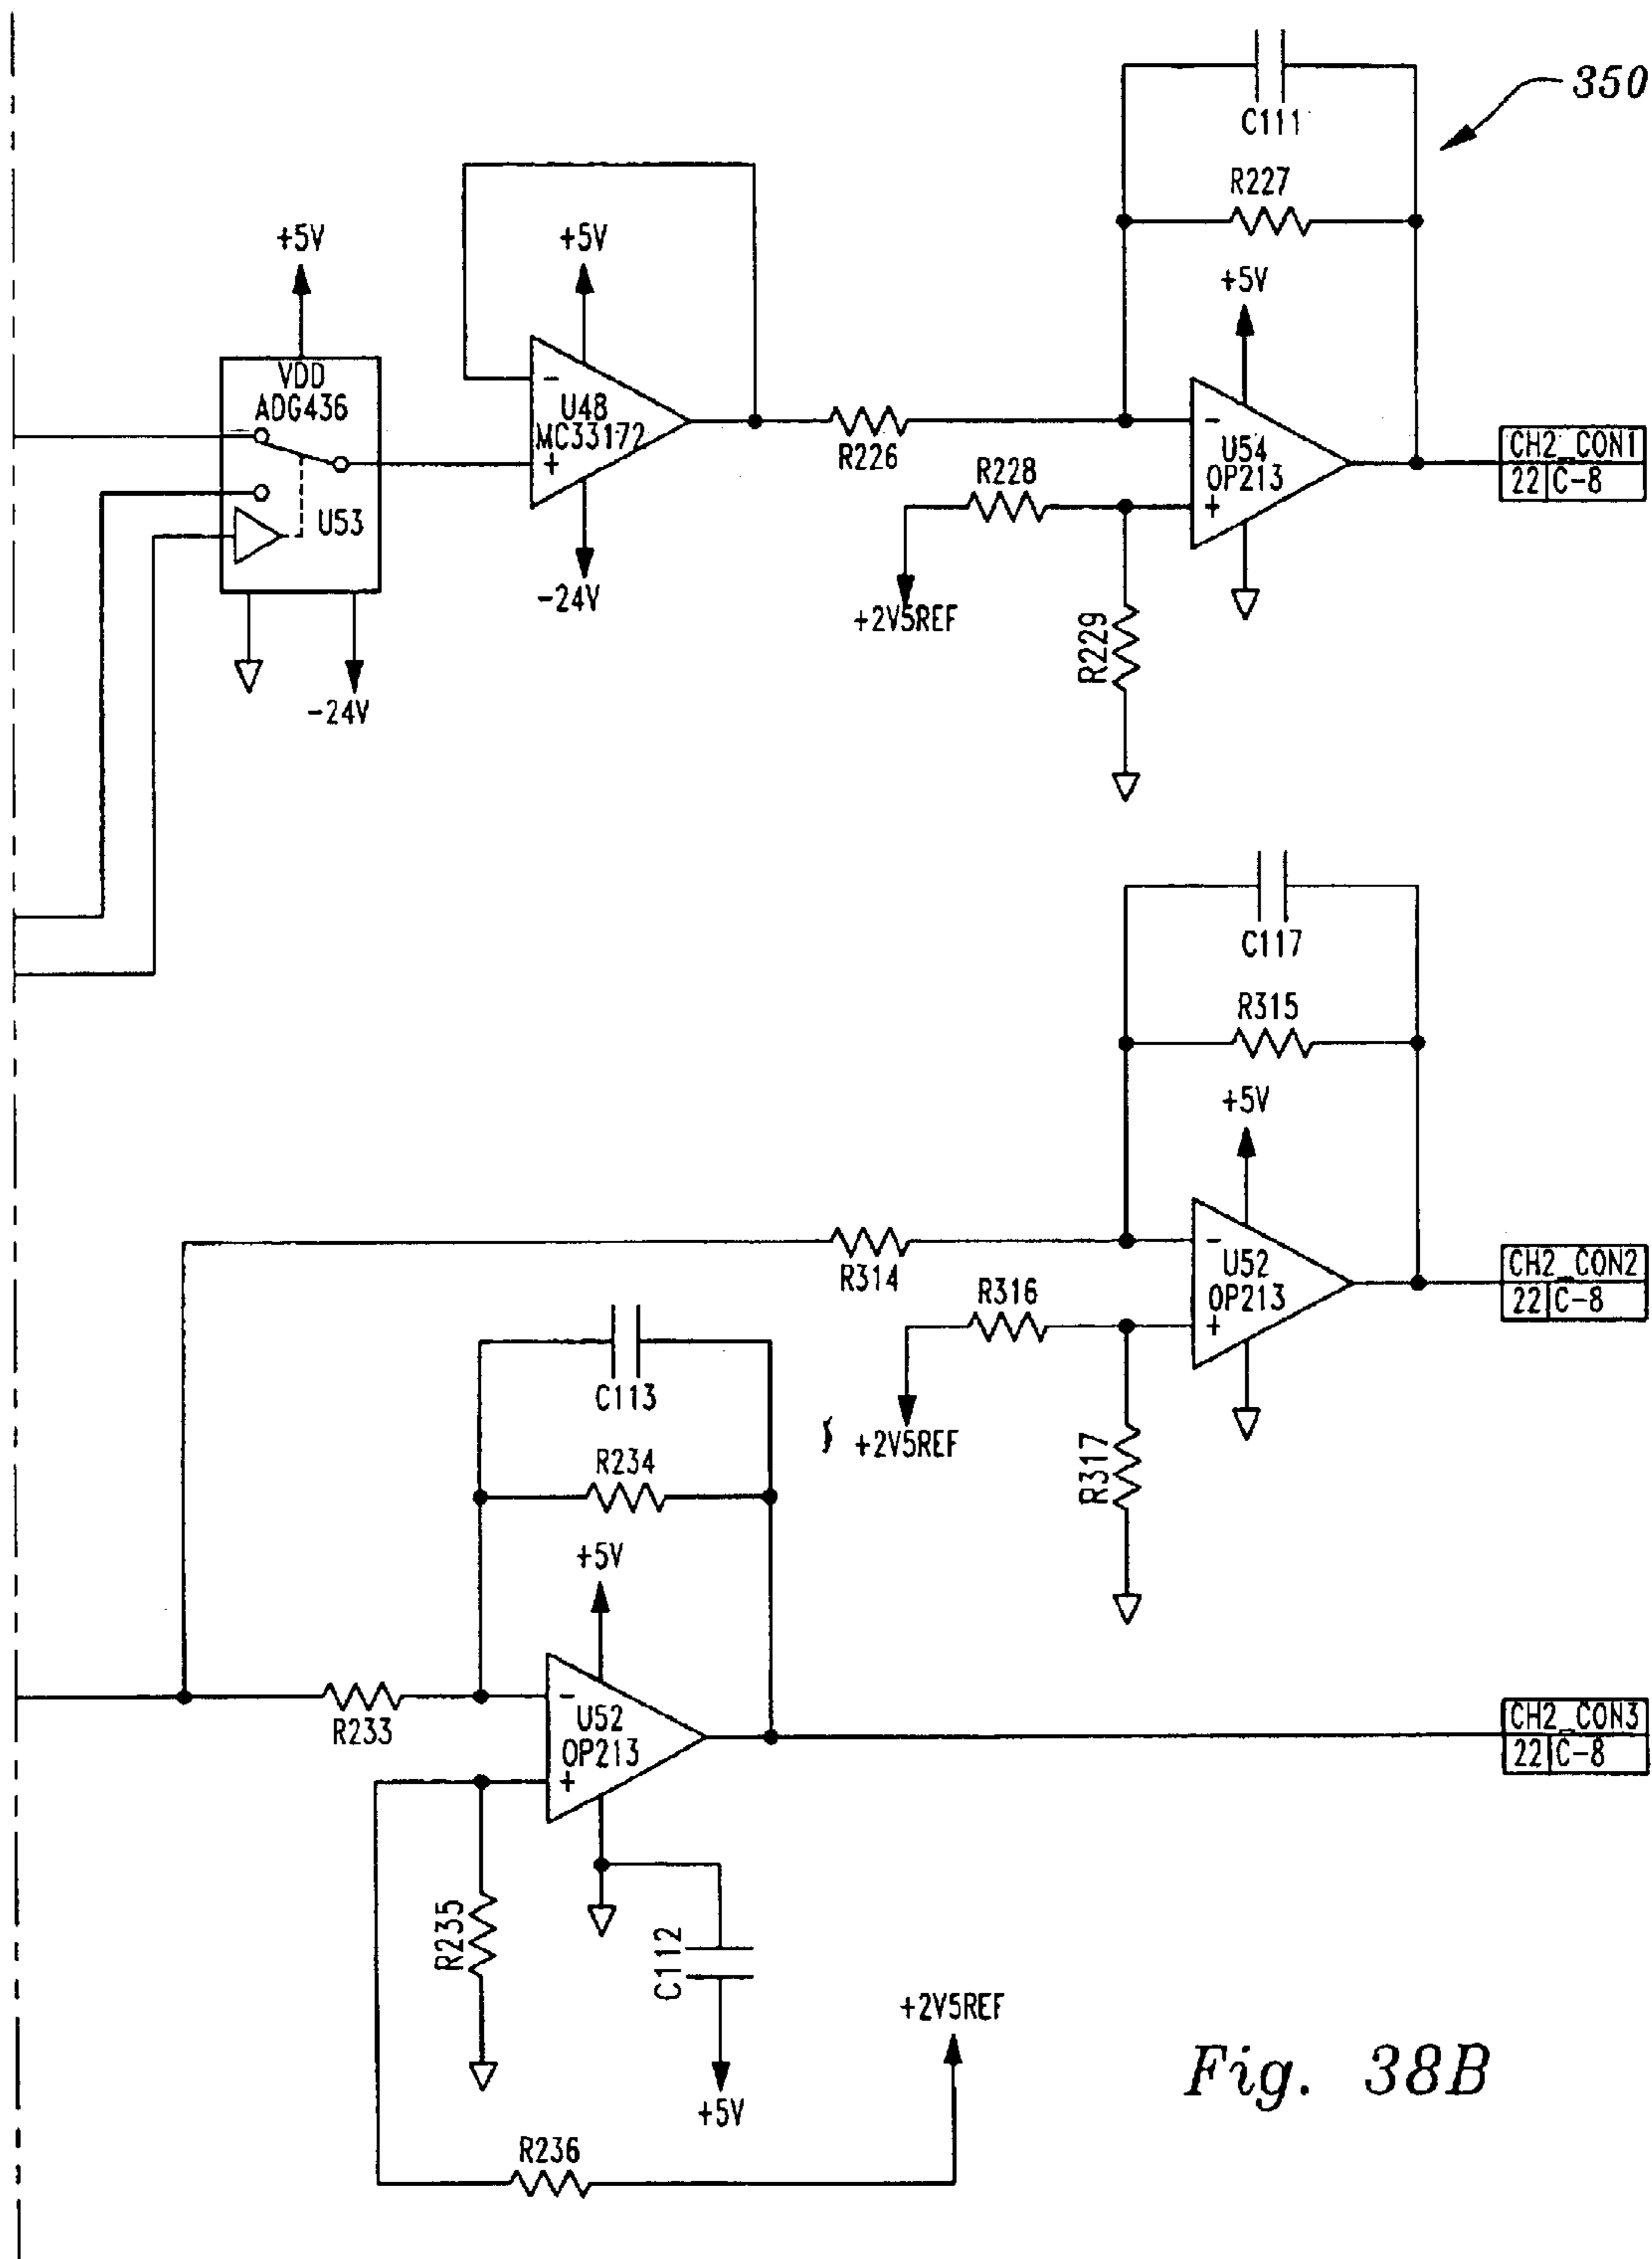 350
C111
R227
+5V
+5V
+5V
VDD
ADG436
U53
-24V
-
U48
MC33172
+
-24V
R226
-
U54
OP213
+
R228
+2V5REF
R229
CH2_CON1
22 C-8
C117
R315
+5V
R314
-
U52
OP213
+
R316
+2V5REF
R317
CH2_CON2
22 C-8
C113
R234
+5V
R233
-
U52
OP213
+
CH2_CON3
22 C-8
R235
C112
+5V
+2V5REF
R236
Fig. 38B